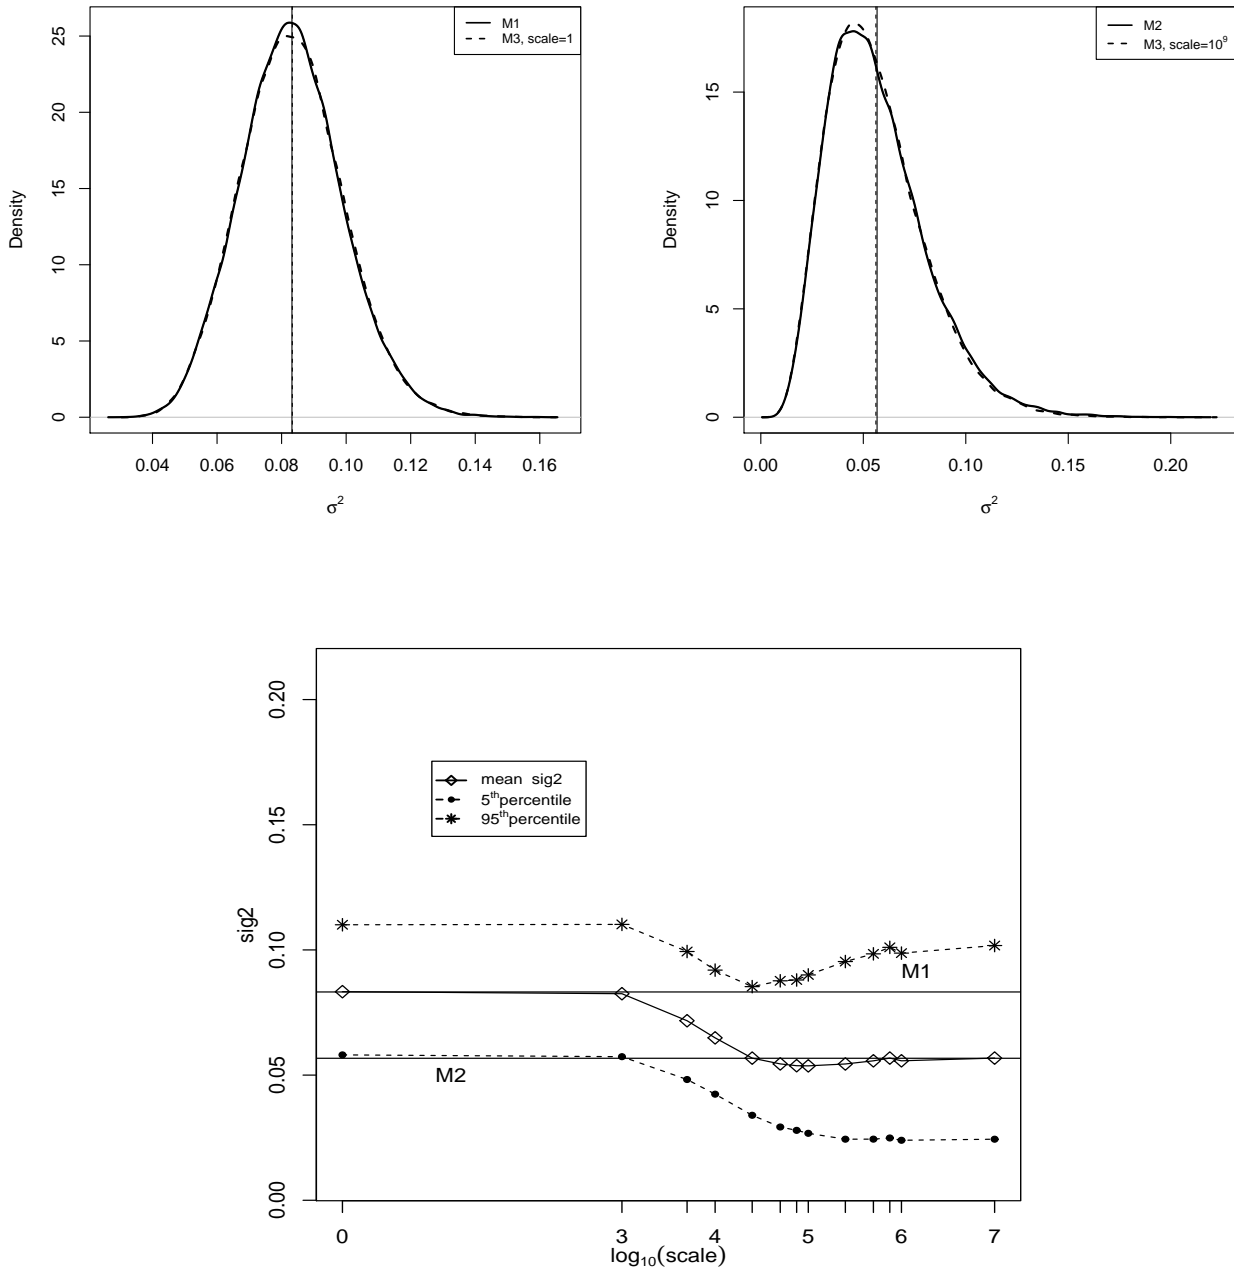 M1
M3, scale=1
Density
0
5
10
15
20
25
0.04 0.06 0.08 0.10 0.12 0.14 0.16
σ²
M2
M3, scale=10⁹
Density
0
5
10
15
0.00 0.05 0.10 0.15 0.20
σ²
mean sig2
5ᵗʰpercentile
95ᵗʰpercentile
sig2
0.00
0.05
0.10
0.15
0.20
M1
M2
0 3 4 5 6 7
log₁₀(scale)